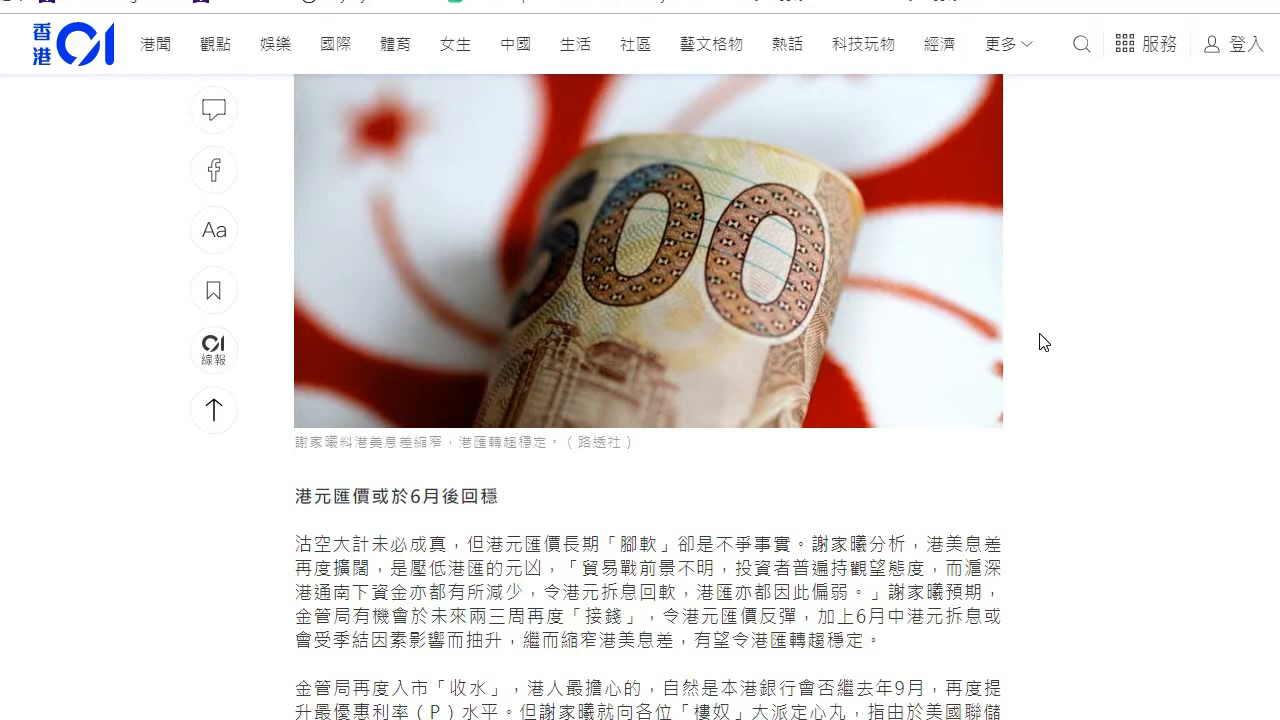 香港01
港聞 觀點 娛樂 國際 體育 女生 中國 生活 社區 藝文格物 熱話 科技玩物 經濟 更多 服務 登入
Aa
01
線報
00
謝家曦料港美息差縮窄，港匯轉趨穩定。（路透社）
港元匯價或於6月後回穩
沽空大計未必成真，但港元匯價長期「腳軟」卻是不爭事實。謝家曦分析，港美息差
再度擴闊，是壓低港匯的元凶，「貿易戰前景不明，投資者普遍持觀望態度，而滬深
港通南下資金亦都有所減少，令港元拆息回軟，港匯亦都因此偏弱。」謝家曦預期，
金管局有機會於未來兩三周再度「接錢」，令港元匯價反彈，加上6月中港元拆息或
會受季結因素影響而抽升，繼而縮窄港美息差，有望令港匯轉趨穩定。
金管局再度入市「收水」，港人最擔心的，自然是本港銀行會否繼去年9月，再度提
升最優惠利率（P）水平。但謝家曦就向各位「樓奴」大派定心丸，指由於美國聯儲